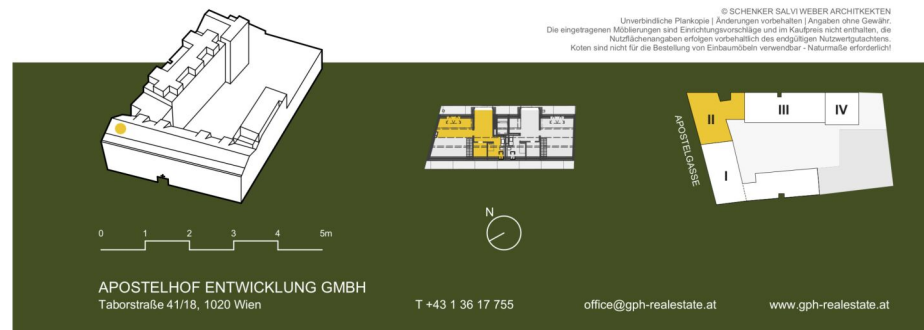 © SCHENKER SALVI WEBER ARCHITKEKTEN
Unverbindliche Plankopie | Änderungen vorbehalten | Angaben ohne Gewähr.
Die eingetragenen Möblierungen sind Einrichtungsvorschläge und im Kaufpreis nicht enthalten, die
Nutzflächenangaben erfolgen vorbehaltlich des endgültigen Nutzwertgutachtens.
Koten sind nicht für die Bestellung von Einbaumöbeln verwendbar - Naturmaße erforderlich!
II
III
IV
I
APOSTELGASSE
N
0 1 2 3 4 5m
APOSTELHOF ENTWICKLUNG GMBH
Taborstraße 41/18, 1020 Wien
T +43 1 36 17 755
office@gph-realestate.at
www.gph-realestate.at